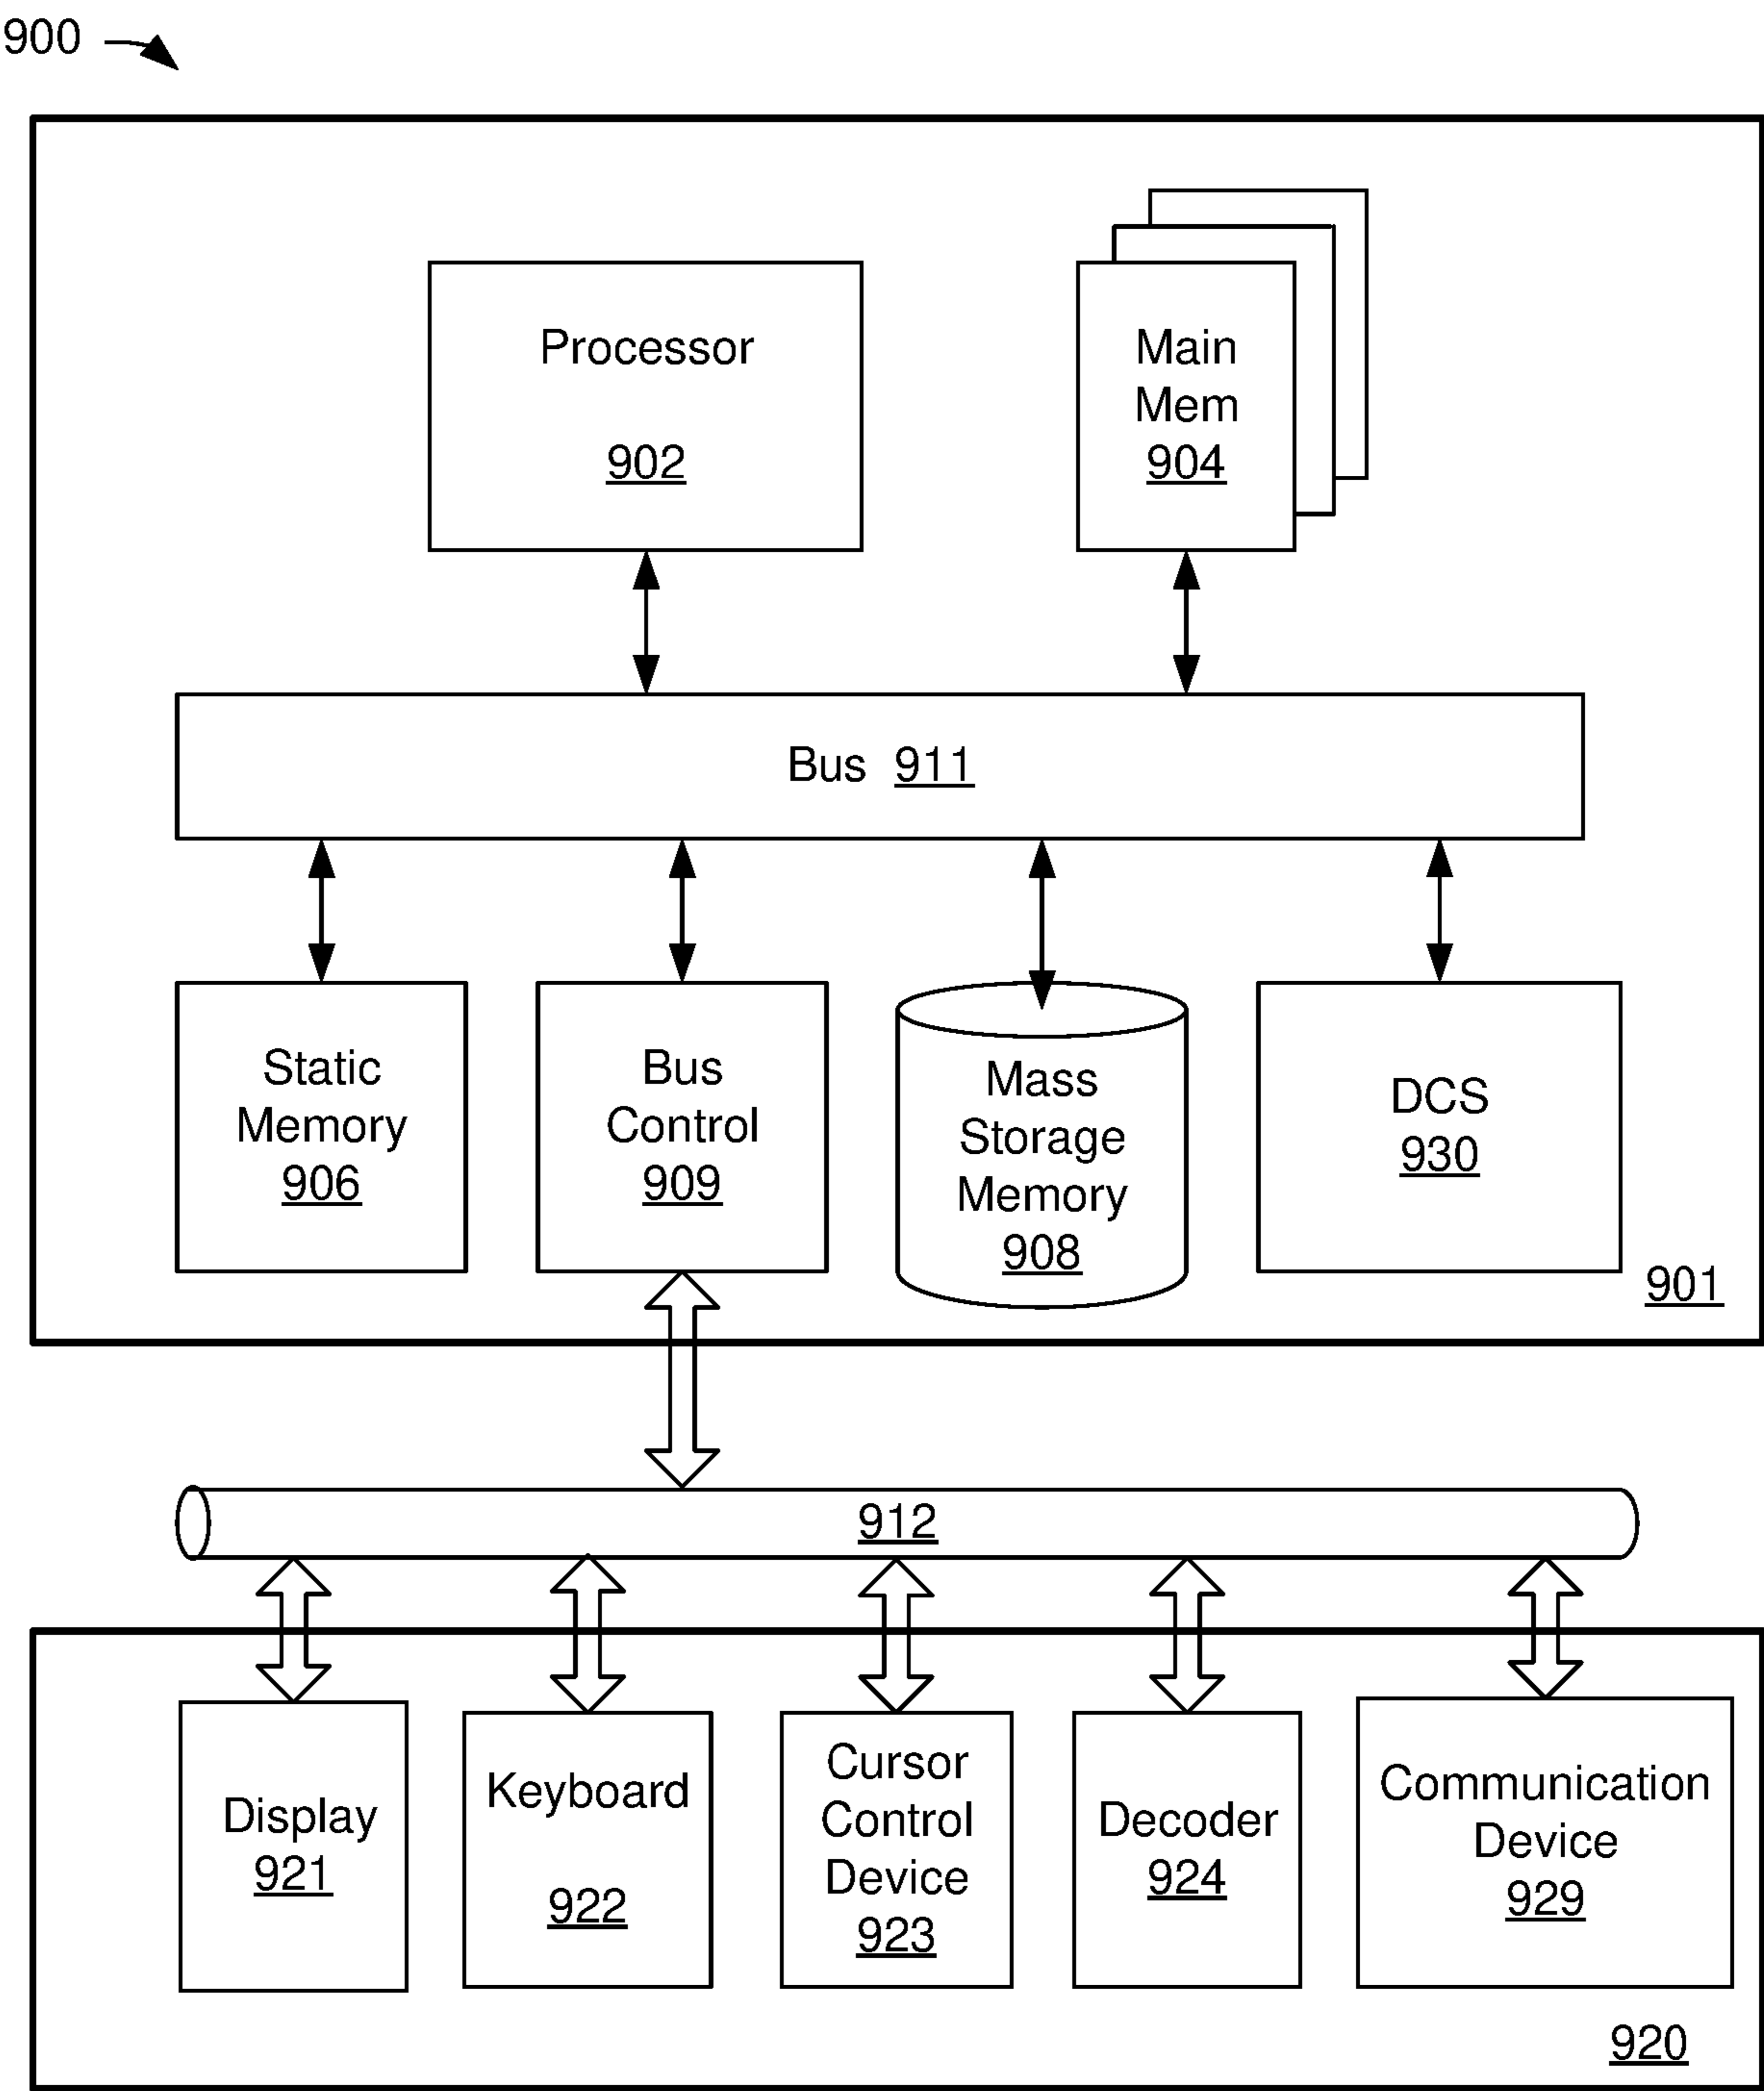 900
Processor
902
Main
Mem
904
Bus 911
Static
Memory
906
Bus
Control
909
Mass
Storage
Memory
908
DCS
930
901
912
Display
921
Keyboard
922
Cursor
Control
Device
923
Decoder
924
Communication
Device
929
920